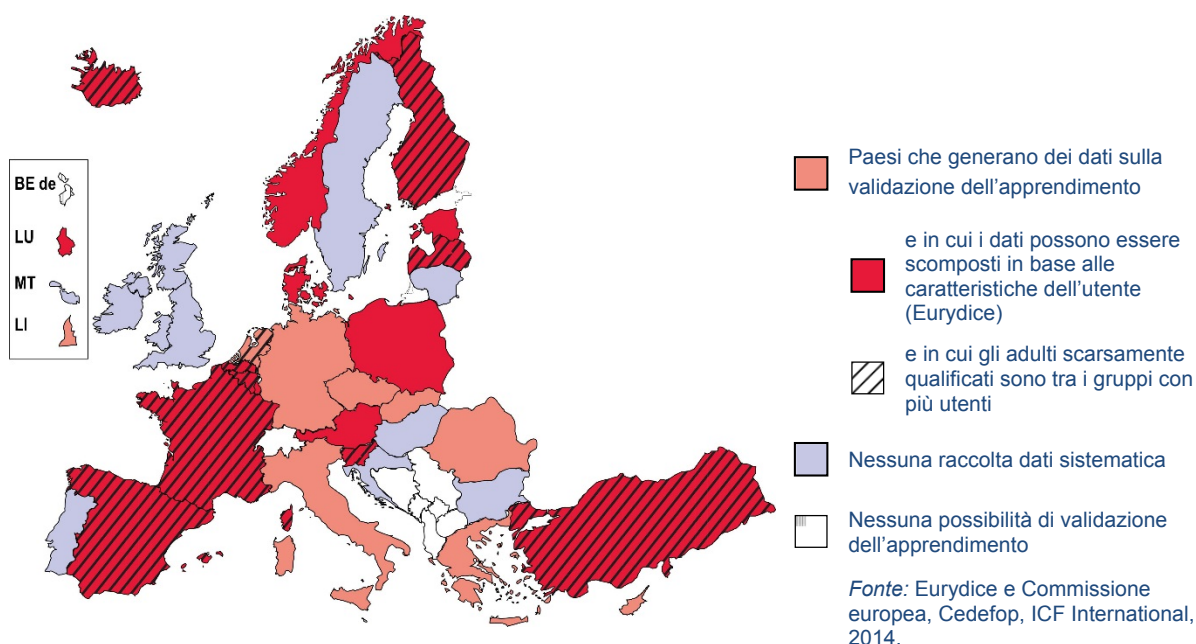 BE de
LU
MT
LI
Paesi che generano dei dati sulla
validazione dell'apprendimento
e in cui i dati possono essere
scomposti in base alle
caratteristiche dell'utente
(Eurydice)
e in cui gli adulti scarsamente
qualificati sono tra i gruppi con
più utenti
Nessuna raccolta dati sistematica
Nessuna possibilità di validazione
dell'apprendimento
Fonte: Eurydice e Commissione
europea, Cedefop, ICF International,
2014.